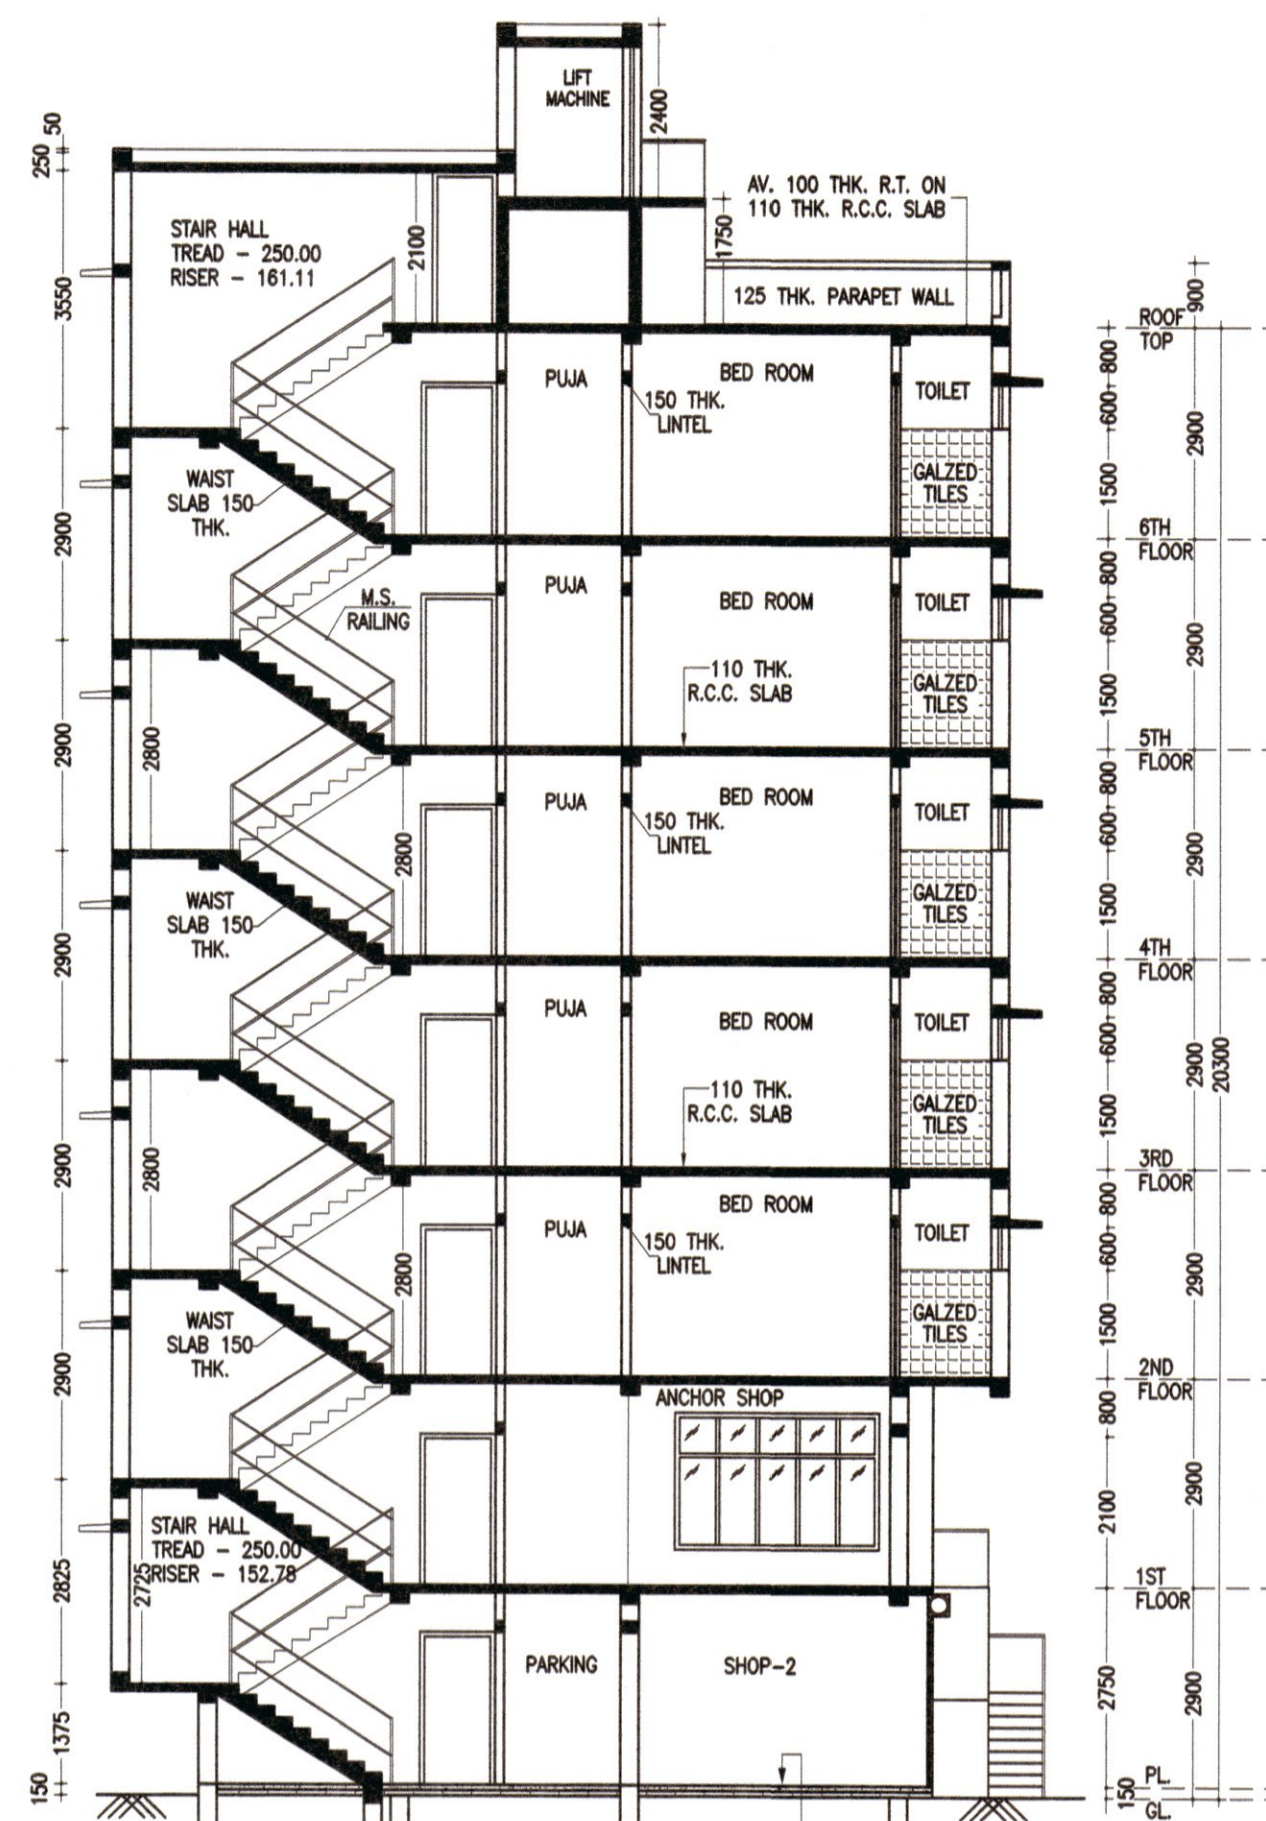 LIFT
MACHINE
2400
50
250
AV. 100 THK. R.T. ON
110 THK. R.C.C. SLAB
STAIR HALL
TREAD - 250.00
RISER - 161.11
2100
1750
3550
125 THK. PARAPET WALL
900
ROOF
TOP
PUJA
BED ROOM
TOILET
150 THK.
LINTEL
800
600
2900
WAIST
SLAB 150
THK.
GALZED
TILES
1500
2900
6TH
FLOOR
PUJA
BED ROOM
TOILET
M.S.
RAILING
800
600
2900
110 THK.
R.C.C. SLAB
GALZED
TILES
1500
2900
2800
5TH
FLOOR
PUJA
BED ROOM
TOILET
150 THK.
LINTEL
2800
800
600
2900
WAIST
SLAB 150
THK.
GALZED
TILES
1500
2900
4TH
FLOOR
PUJA
BED ROOM
TOILET
800
600
2900
20300
110 THK.
R.C.C. SLAB
GALZED
TILES
1500
2900
2800
3RD
FLOOR
PUJA
BED ROOM
TOILET
150 THK.
LINTEL
2800
800
600
2900
WAIST
SLAB 150
THK.
GALZED
TILES
1500
2900
2ND
FLOOR
ANCHOR SHOP
800
2900
2100
STAIR HALL
TREAD - 250.00
RISER - 152.78
2725
2825
1ST
FLOOR
PARKING
SHOP-2
2750
2900
1375
150
150
PL.
GL.